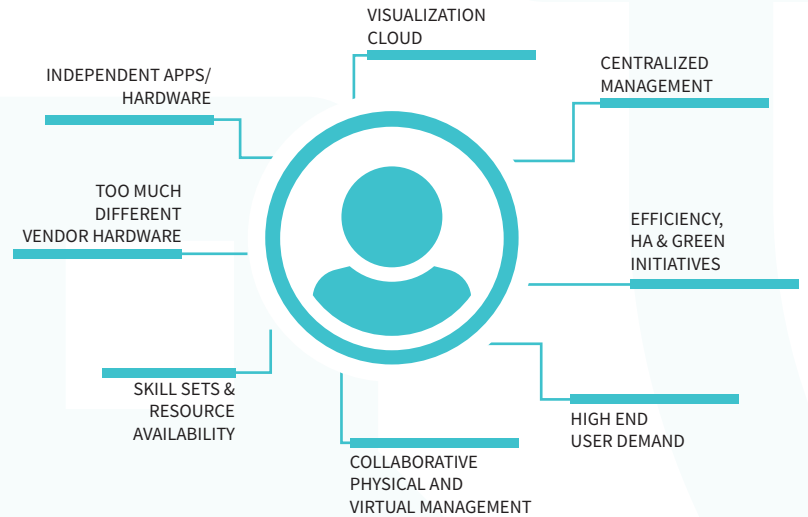 VISUALIZATION
CLOUD
INDEPENDENT APPS/
HARDWARE
CENTRALIZED
MANAGEMENT
TOO MUCH
DIFFERENT
VENDOR HARDWARE
EFFICIENCY,
HA & GREEN
INITIATIVES
SKILL SETS &
RESOURCE
AVAILABILITY
HIGH END
USER DEMAND
COLLABORATIVE
PHYSICAL AND
VIRTUAL MANAGEMENT